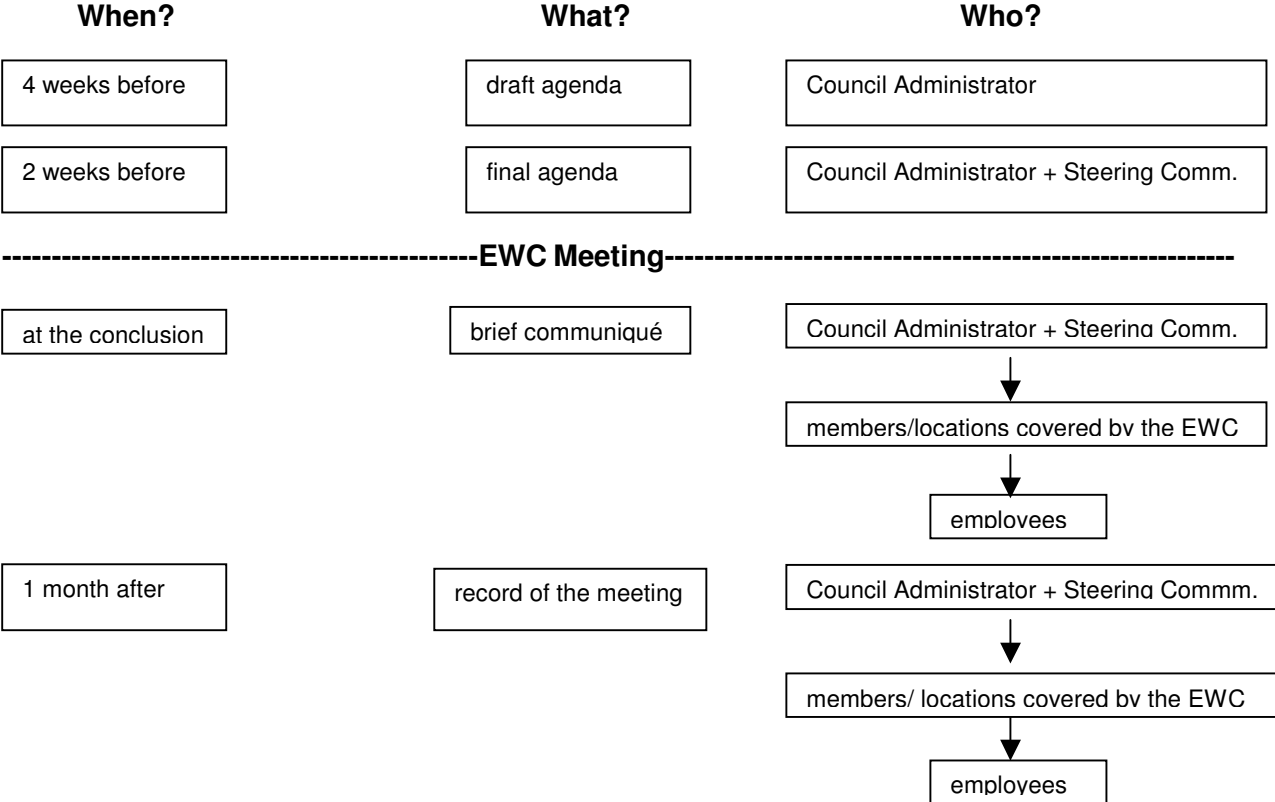 When? What? Who?
4 weeks before draft agenda Council Administrator
2 weeks before final agenda Council Administrator + Steering Comm.
EWC Meeting
at the conclusion brief communiqué Council Administrator + Steering Comm.
members/locations covered by the EWC
employees
1 month after record of the meeting Council Administrator + Steering Commm.
members/ locations covered by the EWC
employees